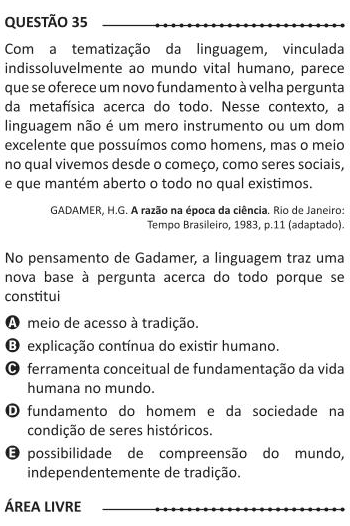 QUESTÃO 35
Com a tematização da linguagem, vinculada
indissoluvelmente ao mundo vital humano, parece
que se oferece um novo fundamento à velha pergunta
da metafísica acerca do todo. Nesse contexto, a
linguagem não é um mero instrumento ou um dom
excelente que possuímos como homens, mas o meio
no qual vivemos desde o começo, como seres sociais,
e que mantém aberto o todo no qual existimos.
GADAMER, H.G. A razão na época da ciência. Rio de Janeiro:
Tempo Brasileiro, 1983, p.11 (adaptado).
No pensamento de Gadamer, a linguagem traz uma
nova base à pergunta acerca do todo porque se
constitui
A meio de acesso à tradição.
B explicação contínua do existir humano.
C ferramenta conceitual de fundamentação da vida
humana no mundo.
D fundamento do homem e da sociedade na
condição de seres históricos.
E possibilidade de compreensão do mundo,
independentemente de tradição.
ÁREA LIVRE